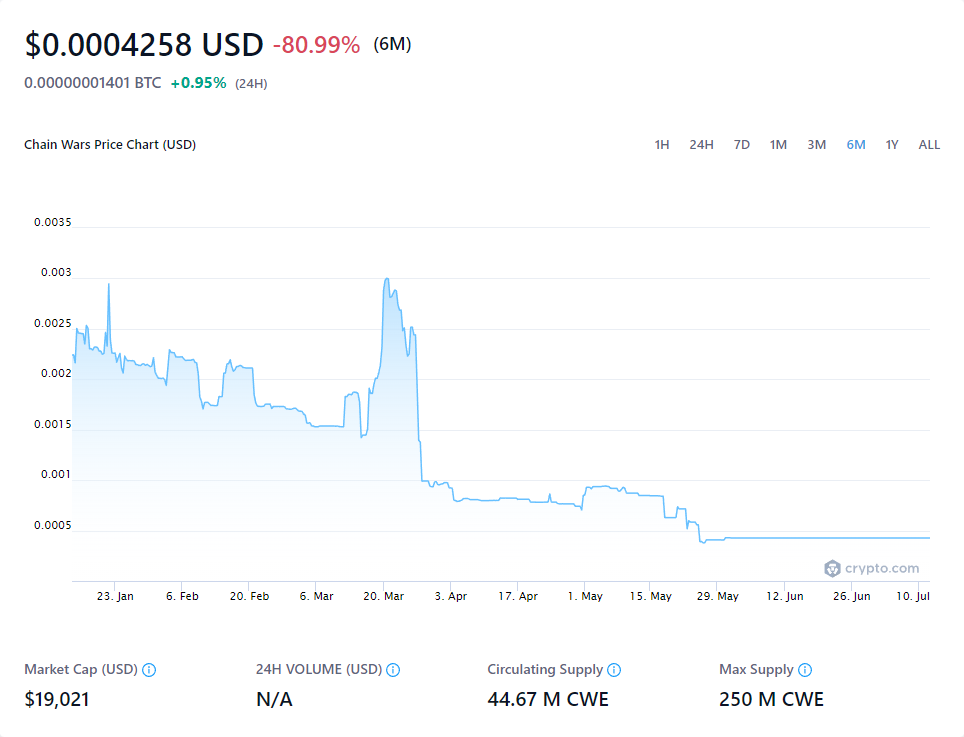 $0.0004258 USD -80.99% (6M)
0.00000001401 BTC +0.95% (24H)
Chain Wars Price Chart (USD) 1H 24H 7D 1M 3M 6M 1Y ALL
0.0035
0.003
0.0025
0.002
0.0015
0.001
0.0005
crypto.com
23. Jan 6. Feb 20. Feb 6. Mar 20. Mar 3. Apr 17. Apr 1. May 15. May 29. May 12. Jun 26. Jun 10. Jul
Market Cap (USD) 24H VOLUME (USD) Circulating Supply Max Supply
$19,021 N/A 44.67 M CWE 250 M CWE